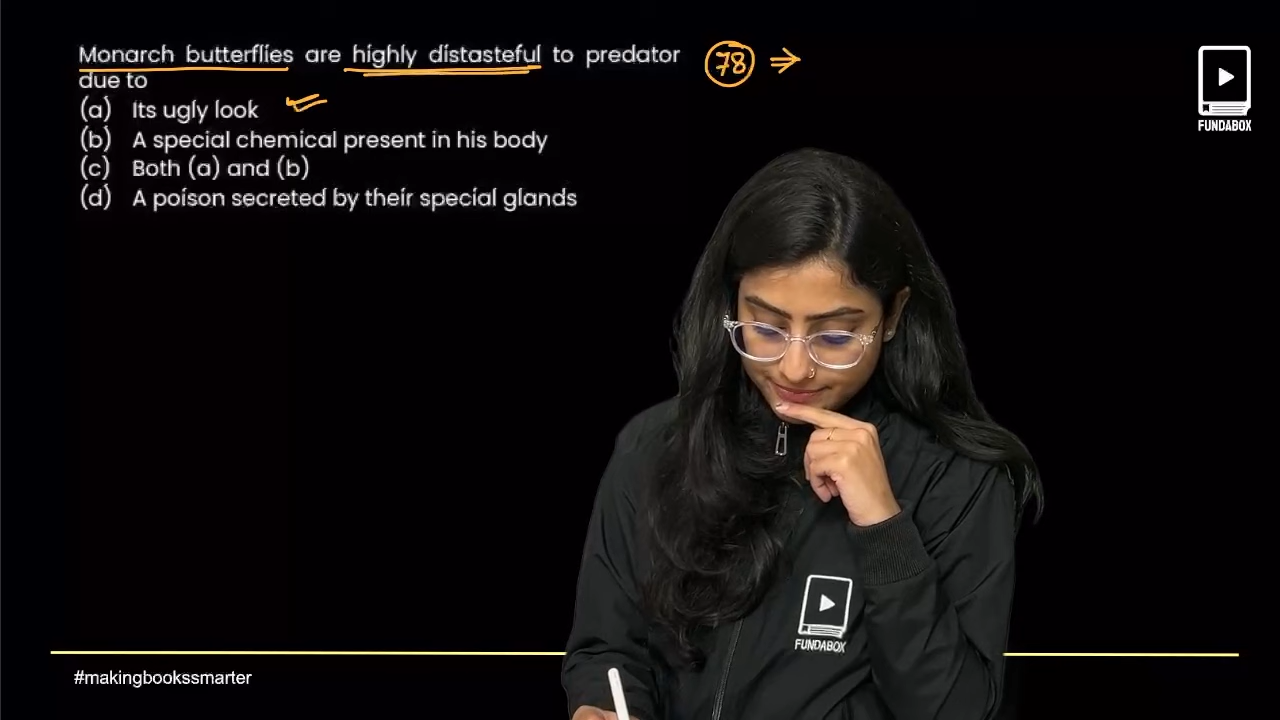 Monarch butterflies are highly distasteful to predator
due to
(a) Its ugly look
(b) A special chemical present in his body
(c) Both (a) and (b)
(d) A poison secreted by their special glands
78 ⇒
FUNDABOX
FUNDABOX
#makingbookssmarter